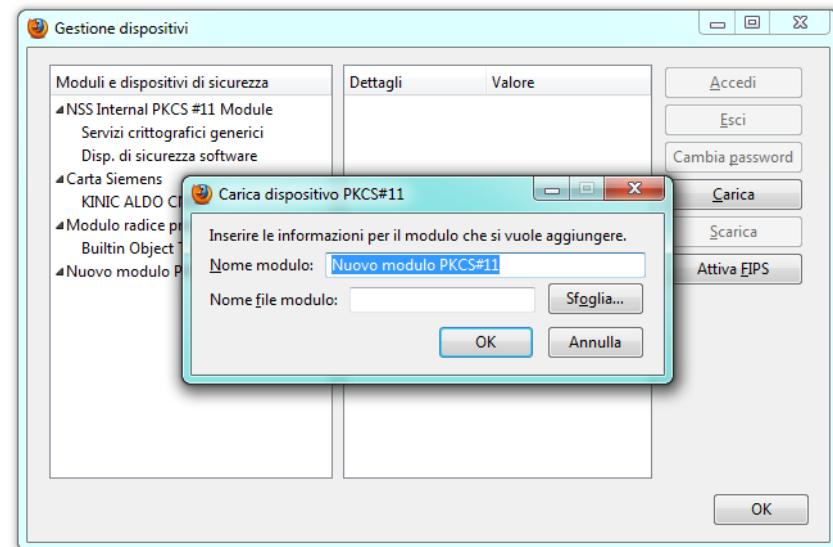 Gestione dispositivi
Moduli e dispositivi di sicurezza
Dettagli
Valore
Accedi
NSS Internal PKCS #11 Module
Servizi crittografici generici
Esci
Disp. di sicurezza software
Cambia password
Carta Siemens
KINIC ALDO
Carica
Modulo radice
Scarica
Builtin Object
Nuovo modulo
Attiva FIPS
Carica dispositivo PKCS#11
Inserire le informazioni per il modulo che si vuole aggiungere.
Nome modulo: Nuovo modulo PKCS#11
Nome file modulo:
Sfoglia...
OK
Annulla
OK